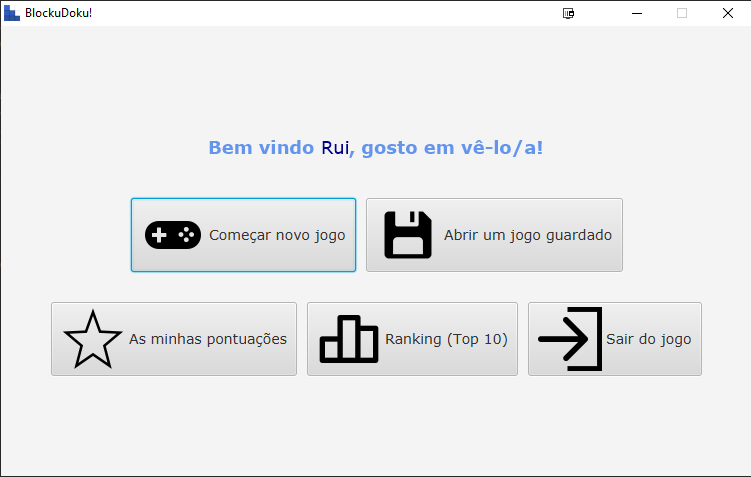 BlockuDoku!
Bem vindo Rui, gosto em vê-lo/a!
Começar novo jogo
Abrir um jogo guardado
As minhas pontuações
Ranking (Top 10)
Sair do jogo